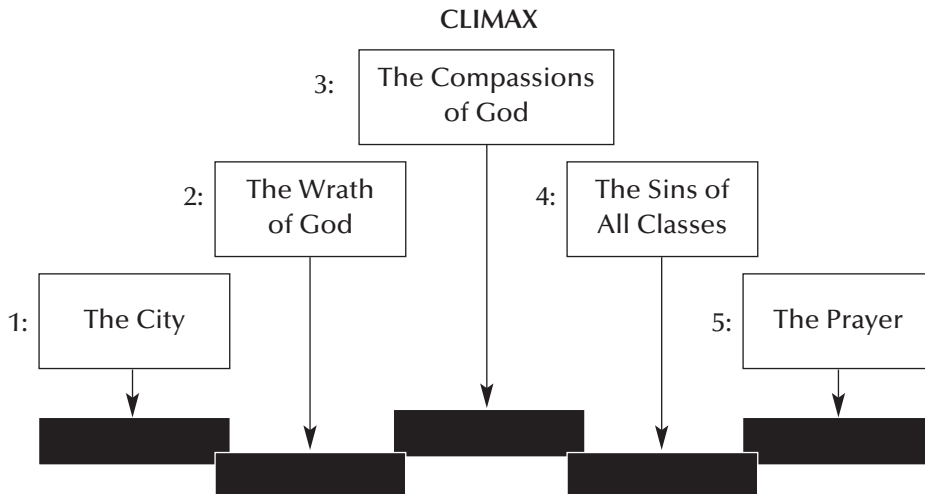 CLIMAX
3:
The Compassions
of God
2:
The Wrath
of God
4:
The Sins of
All Classes
1:
The City
5:
The Prayer